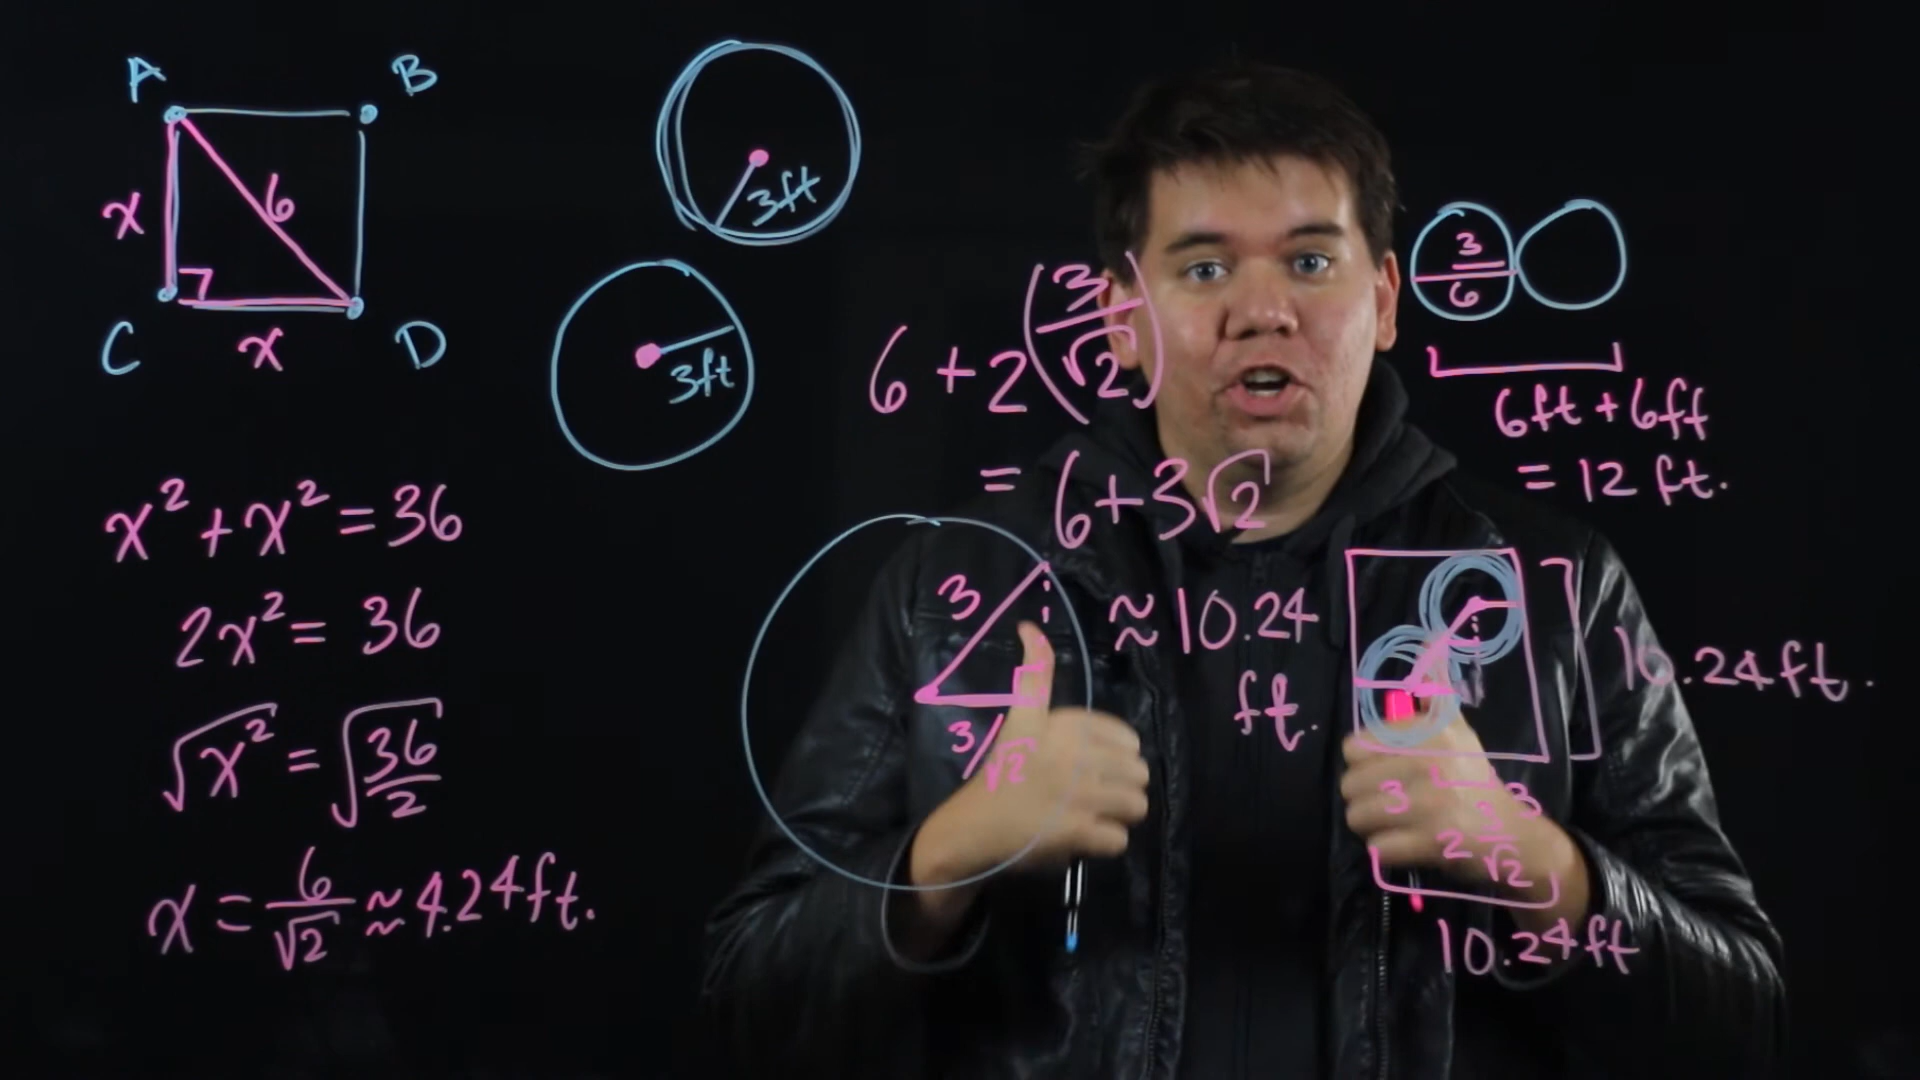 A B
x 6
C x D
x² + x² = 36
2x² = 36
√x² = √36/2
x = 6/√2 ≈ 4.24ft.
3ft
3ft
6 + 2(3/√2)
= 6 + 3√2
≈ 10.24
ft.
3
3/√2
3
6
6ft + 6ft
= 12 ft.
10.24ft.
3 2 3/√2 3
10.24ft